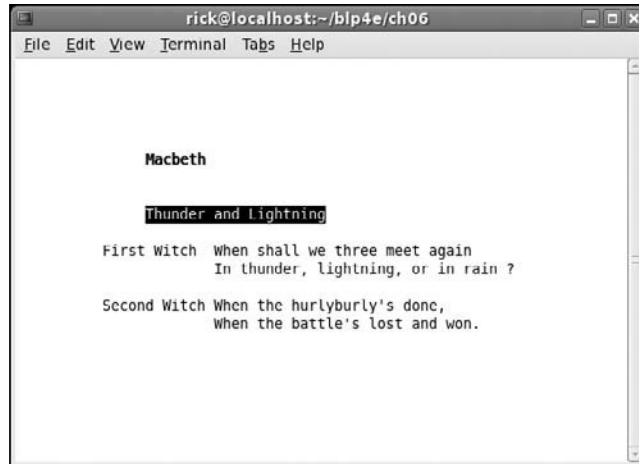 rick@localhost:~/blp4e/ch06
File Edit View Terminal Tabs Help
Macbeth
Thunder and Lightning
First Witch When shall we three meet again
In thunder, lightning, or in rain ?
Second Witch When the hurlyburly's done,
When the battle's lost and won.